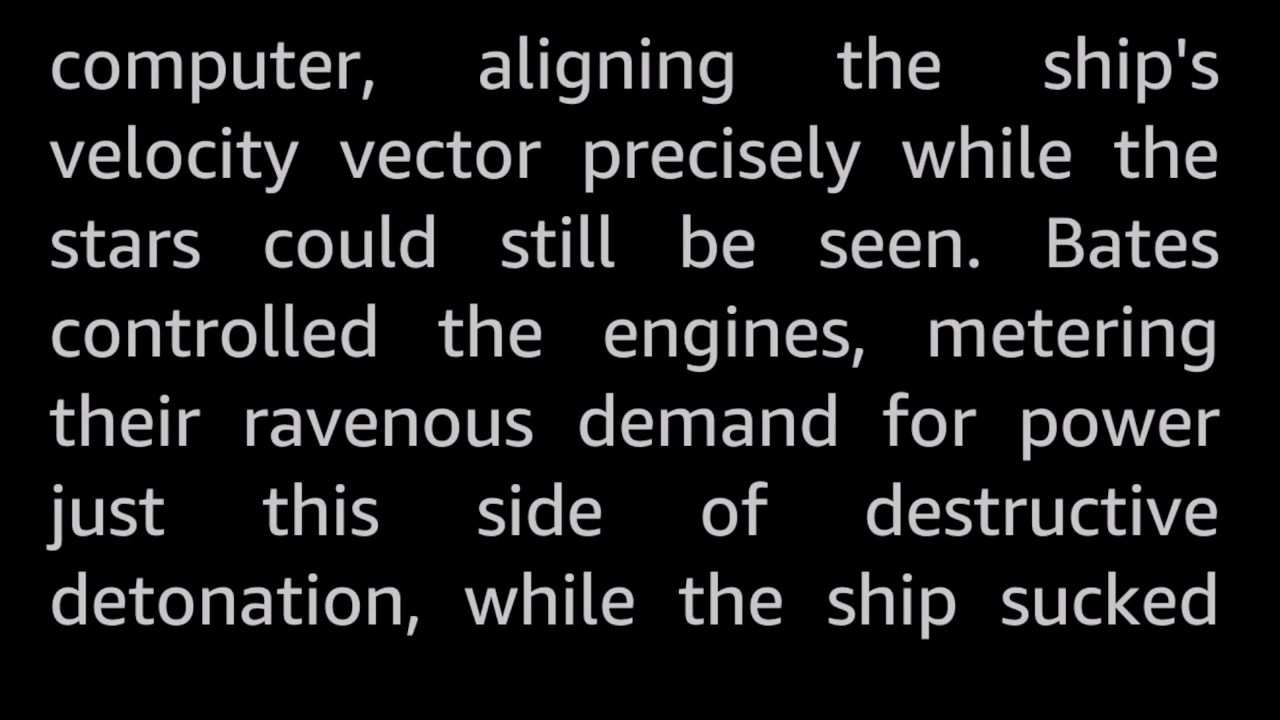 computer, aligning the ship's
velocity vector precisely while the
stars could still be seen. Bates
controlled the engines, metering
their ravenous demand for power
just this side of destructive
detonation, while the ship sucked